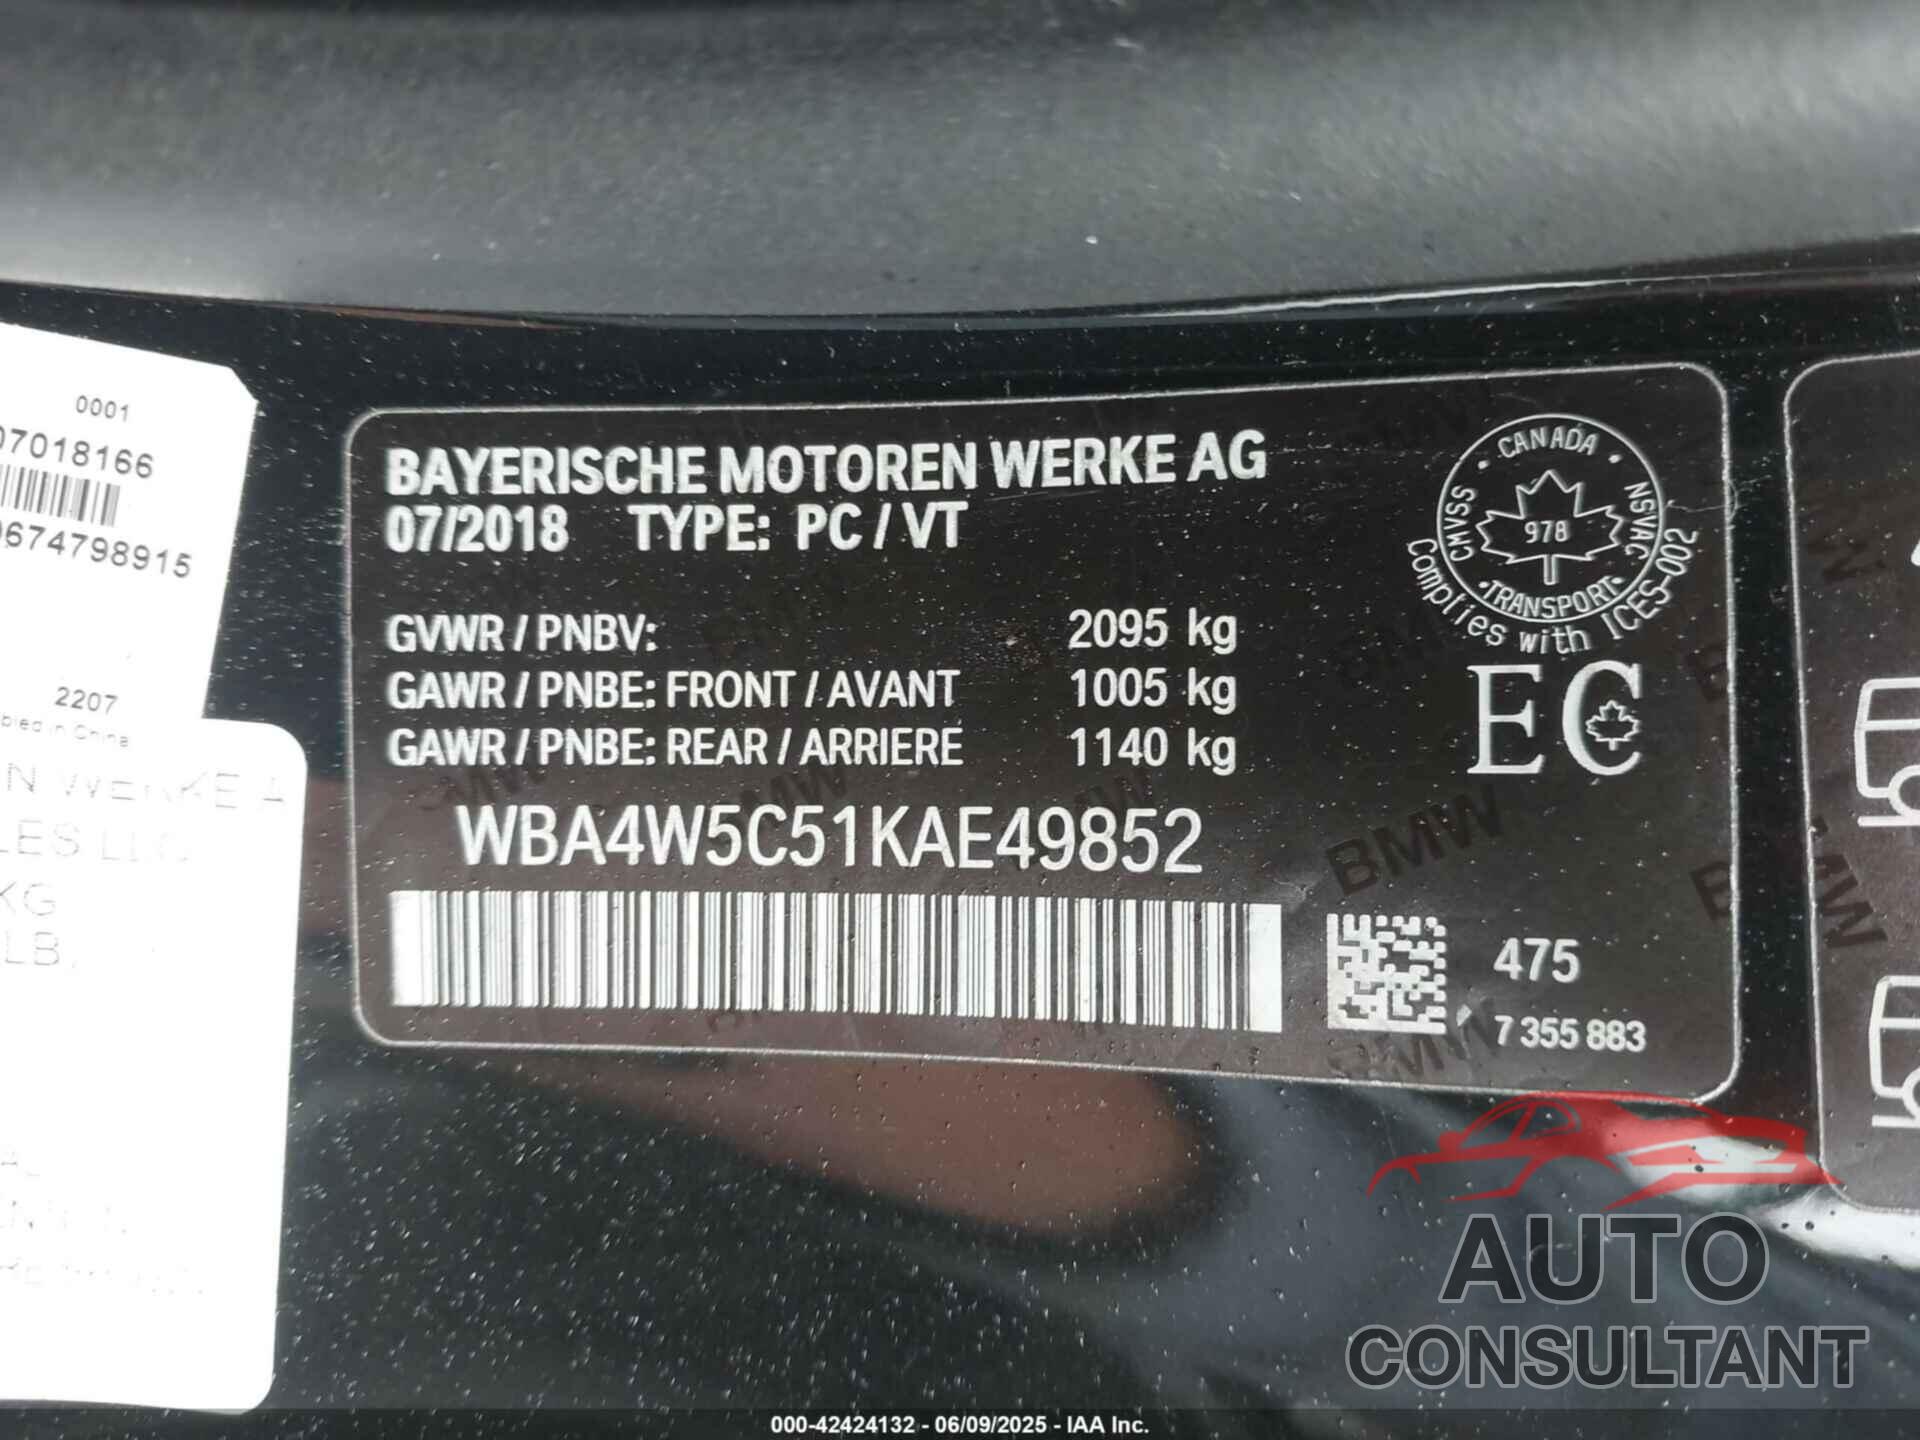 0001
07018166
0674798915
2207
bled in China
N WERKE A
LES LLC
KG
LB.
BAYERISCHE MOTOREN WERKE AG
07/2018 TYPE: PC / VT
GVWR / PNBV: 2095 kg
GAWR / PNBE: FRONT / AVANT 1005 kg
GAWR / PNBE: REAR / ARRIERE 1140 kg
WBA4W5C51KAE49852
CANADA
CMVSS 978 NSVAC
TRANSPORT
Complies with ICES-002
EC
475
7 355 883
BMW
AUTO
CONSULTANT
000-42424132 - 06/09/2025 - IAA Inc.